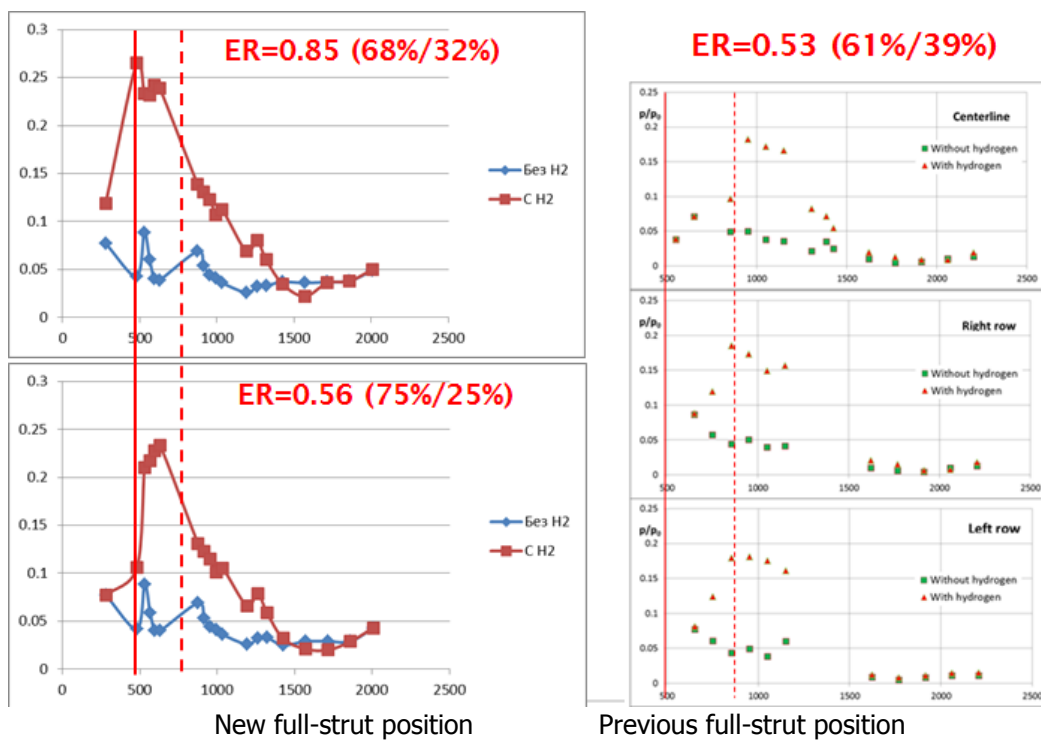 ER=0.85 (68%/32%)
0.3
0.25
0.2
0.15
0.1
0.05
0
0 500 1000 1500 2000 2500
Без H2
С H2
ER=0.56 (75%/25%)
0.3
0.25
0.2
0.15
0.1
0.05
0
0 500 1000 1500 2000 2500
Без H2
С H2
New full-strut position
ER=0.53 (61%/39%)
0.25
p/p₀
0.2
0.15
0.1
0.05
0
500 1000 1500 2000 2500
Centerline
Without hydrogen
With hydrogen
0.25
p/p₀
0.2
0.15
0.1
0.05
0
500 1000 1500 2000 2500
Right row
Without hydrogen
With hydrogen
0.25
p/p₀
0.2
0.15
0.1
0.05
0
500 1000 1500 2000 2500
Left row
Without hydrogen
With hydrogen
Previous full-strut position